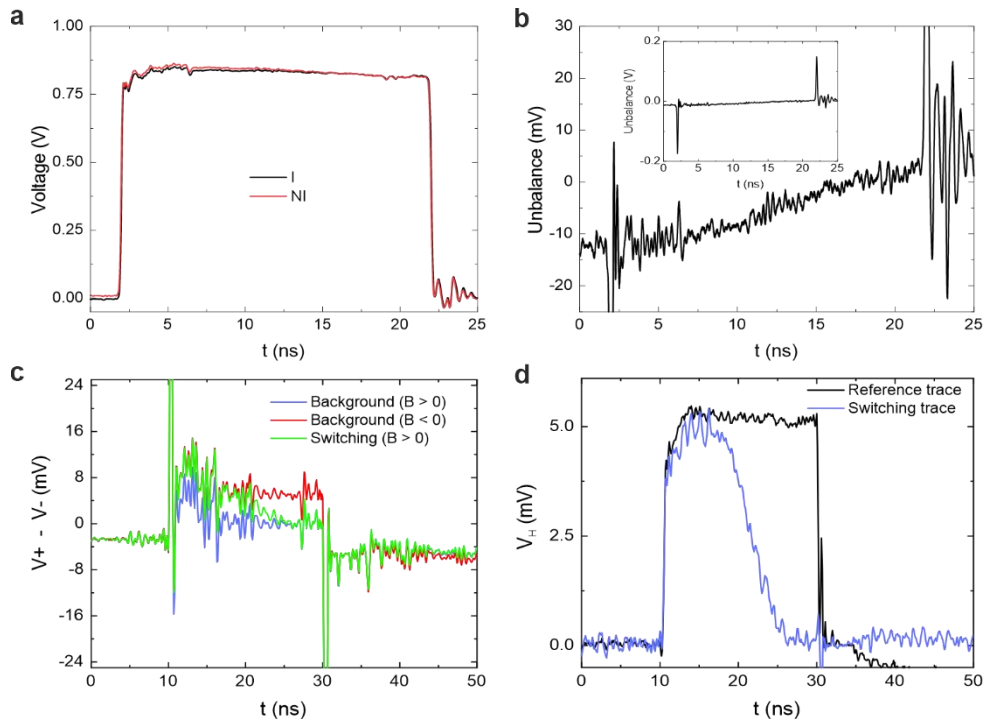 a
1.00
0.75
0.50
0.25
0.00
Voltage (V)
I
NI
0 5 10 15 20 25
t (ns)
b
30
20
10
0
-10
-20
Unbalance (mV)
0.2
0.0
-0.2
Unbalance (V)
0 5 10 15 20 25
t (ns)
0 5 10 15 20 25
t (ns)
c
24
16
8
0
-8
-16
-24
V+ - V- (mV)
Background (B > 0)
Background (B < 0)
Switching (B > 0)
0 10 20 30 40 50
t (ns)
d
5.0
2.5
0.0
VH (mV)
Reference trace
Switching trace
0 10 20 30 40 50
t (ns)